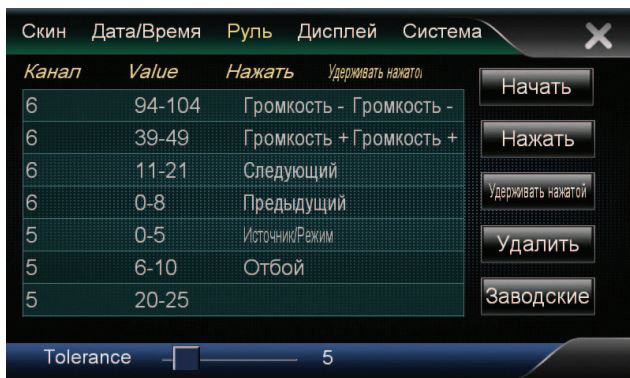 Скин Дата/Время Руль Дисплей Система
Канал Value Нажать Удерживать нажатоι
6 94-104 Громкость - Громкость -
6 39-49 Громкость + Громкость +
6 11-21 Следующий
6 0-8 Предыдущий
5 0-5 Источник/Режим
5 6-10 Отбой
5 20-25
Начать
Нажать
Удерживать нажатой
Удалить
Заводские
Tolerance 5